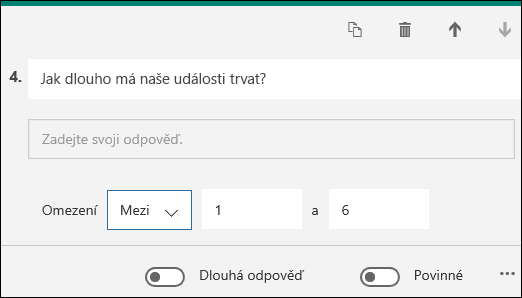 4. Jak dlouho má naše události trvat?
Zadejte svoji odpověď.
Omezení Mezi 1 a 6
Dlouhá odpověď Povinné